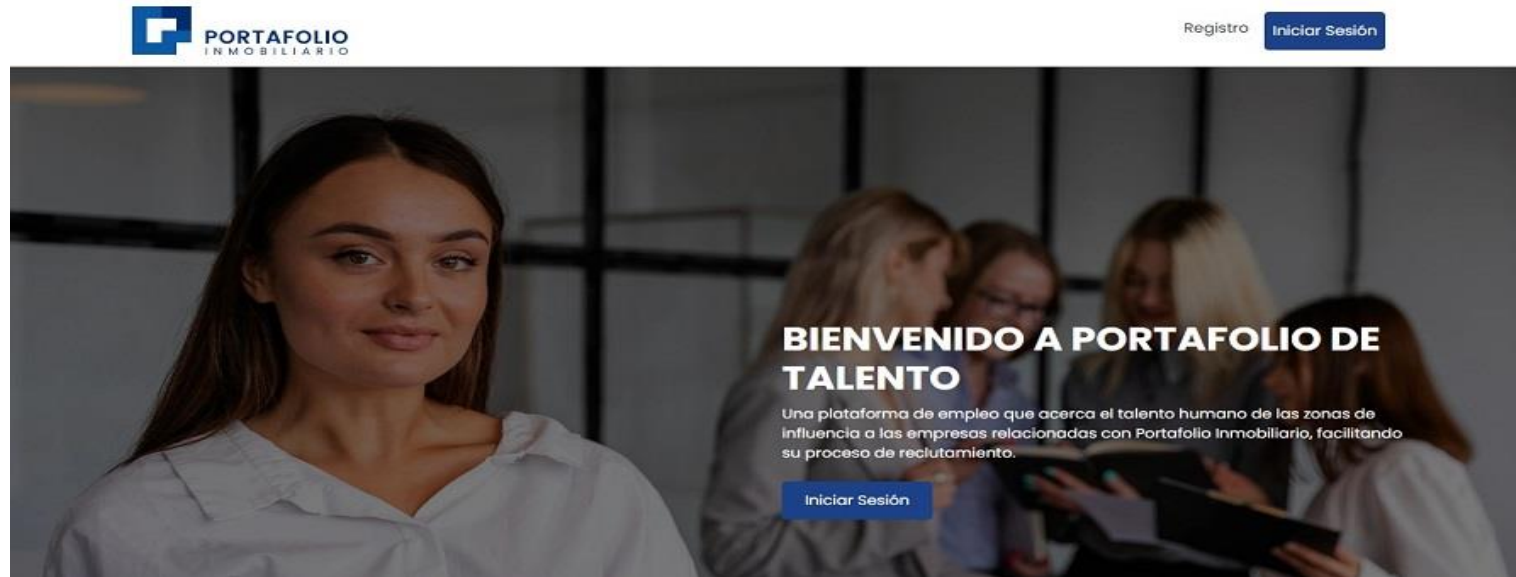 PORTAFOLIO
INMOBILIARIO
Registro
Iniciar Sesión
BIENVENIDO A PORTAFOLIO DE
TALENTO
Una plataforma de empleo que acerca el talento humano de las zonas de
influencia a las empresas relacionadas con Portafolio Inmobiliario, facilitando
su proceso de reclutamiento.
Iniciar Sesión